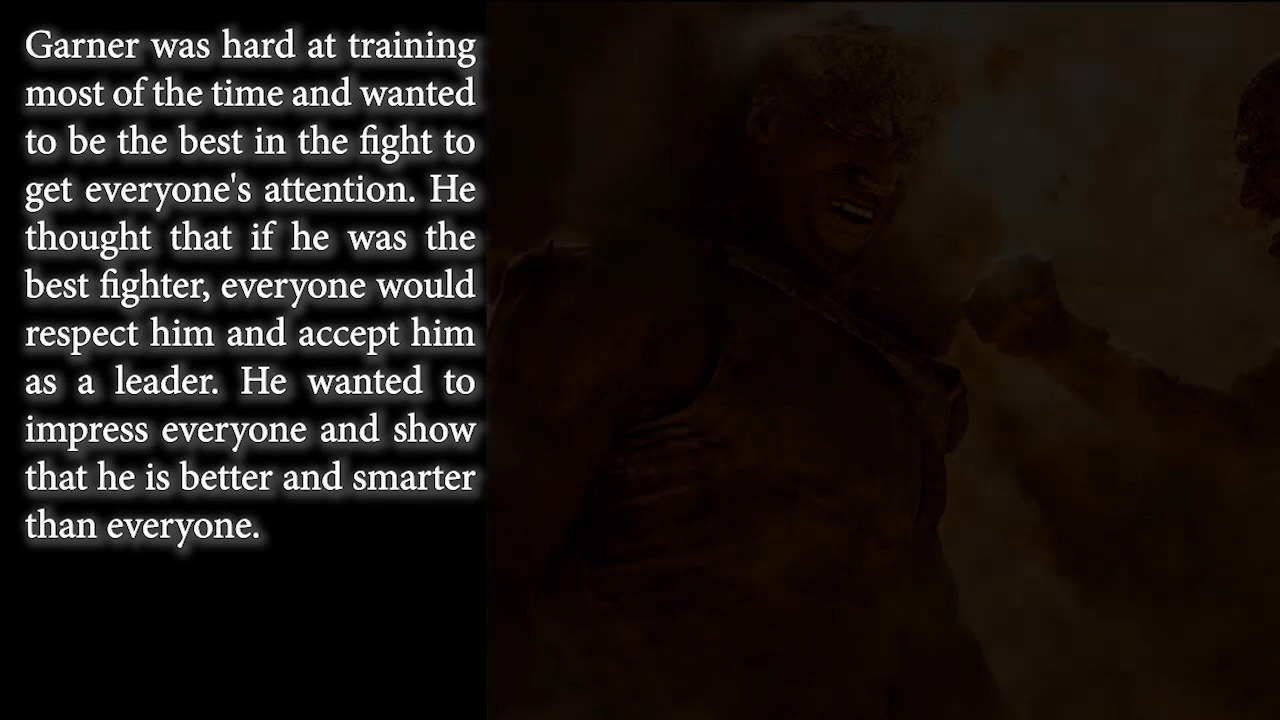 Garner was hard at training
most of the time and wanted
to be the best in the fight to
get everyone's attention. He
thought that if he was the
best fighter, everyone would
respect him and accept him
as a leader. He wanted to
impress everyone and show
that he is better and smarter
than everyone.